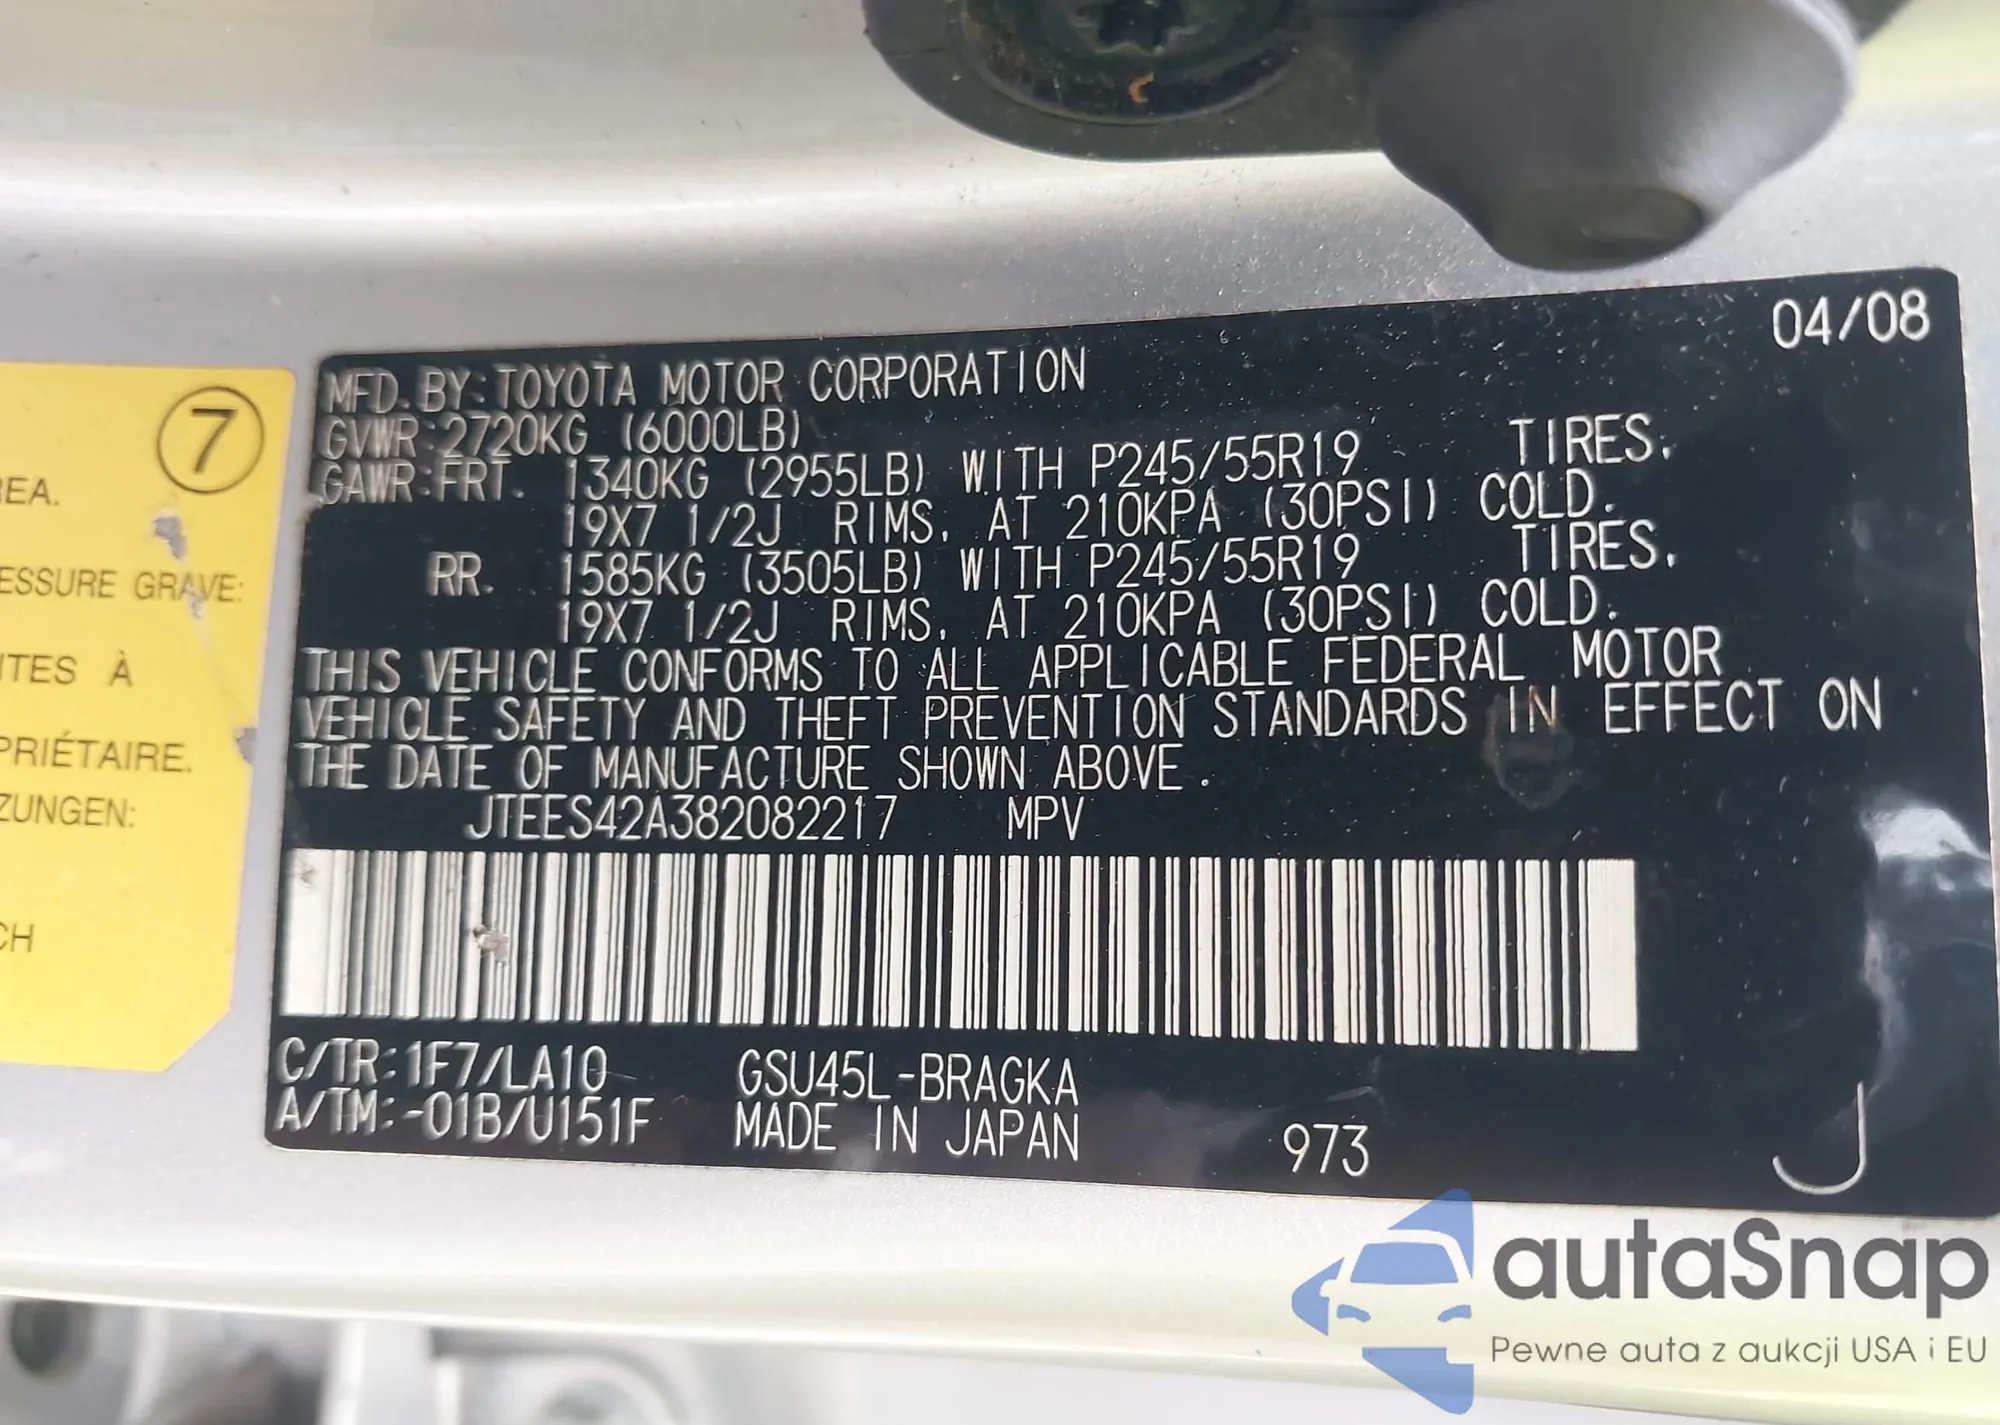 04/08
MFD. BY: TOYOTA MOTOR CORPORATION
GVWR: 2720KG (6000LB)
GAWR: FRT. 1340KG (2955LB) WITH P245/55R19 TIRES,
19X7 1/2J RIMS, AT 210KPA (30PSI) COLD.
RR. 1585KG (3505LB) WITH P245/55R19 TIRES,
19X7 1/2J RIMS, AT 210KPA (30PSI) COLD.
THIS VEHICLE CONFORMS TO ALL APPLICABLE FEDERAL MOTOR
VEHICLE SAFETY AND THEFT PREVENTION STANDARDS IN EFFECT ON
THE DATE OF MANUFACTURE SHOWN ABOVE.
JTEES42A382082217 MPV
C/TR: 1F7/LA10 GSU45L-BRAGKA
A/TM: -01B/U151F MADE IN JAPAN 973
J
7
REA.
ESSURE GRAVE:
ITES À
PRIÉTAIRE.
ZUNGEN:
CH
autaSnap
Pewne auta z aukcji USA i EU